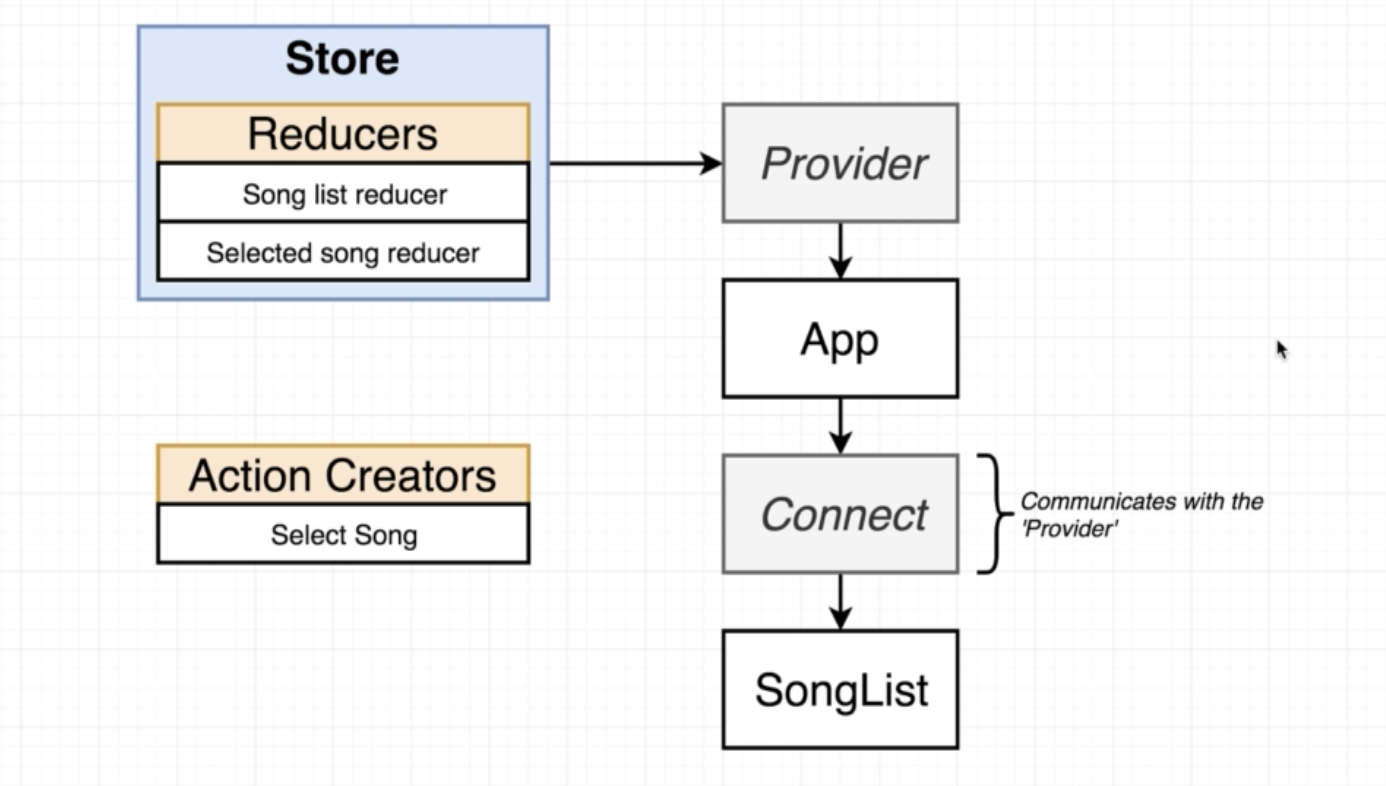 Store
Reducers
Song list reducer
Selected song reducer
Provider
App
Action Creators
Select Song
Connect
Communicates with the
'Provider'
SongList